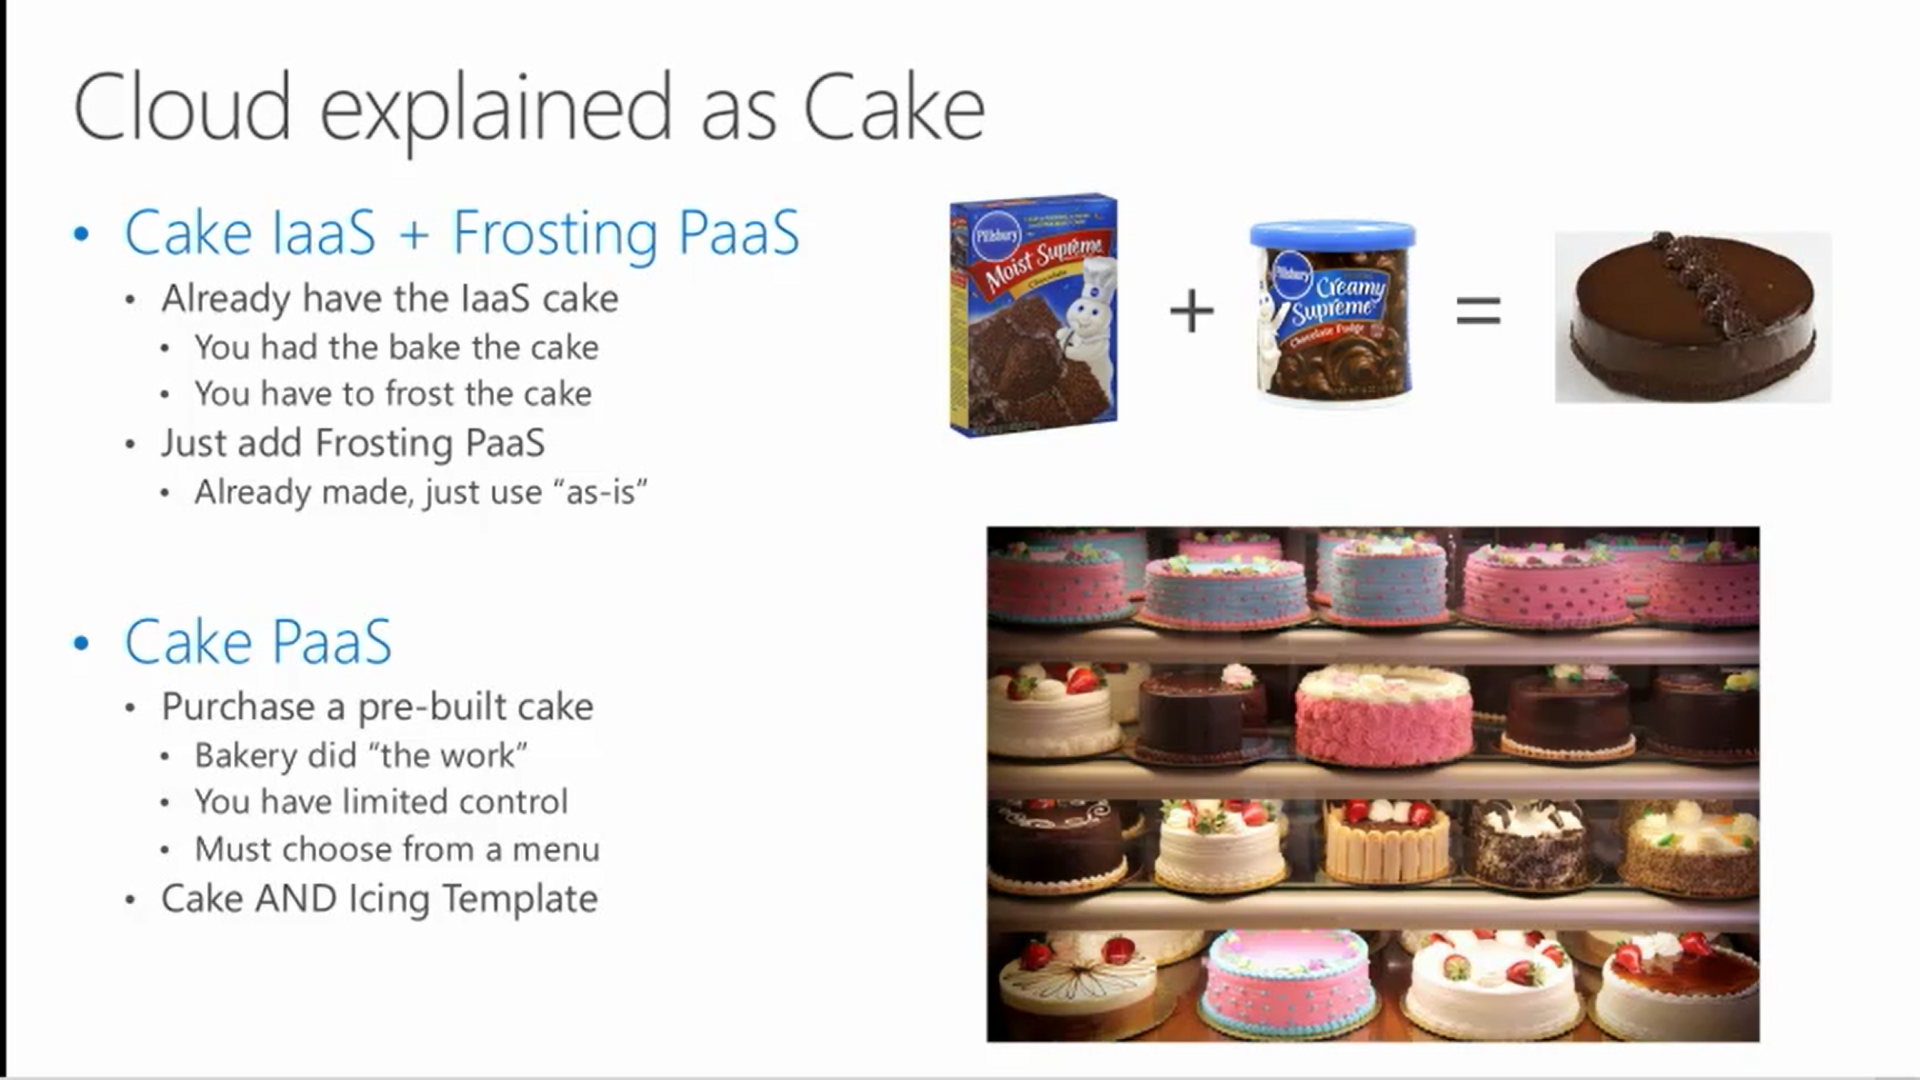 Cloud explained as Cake
• Cake IaaS + Frosting PaaS
• Already have the IaaS cake
• You had the bake the cake
• You have to frost the cake
• Just add Frosting PaaS
• Already made, just use “as-is”
Pillsbury
Moist Supreme
Chocolate
+
Pillsbury
Creamy
Supreme
Chocolate Fudge
=
• Cake PaaS
• Purchase a pre-built cake
• Bakery did “the work”
• You have limited control
• Must choose from a menu
• Cake AND Icing Template